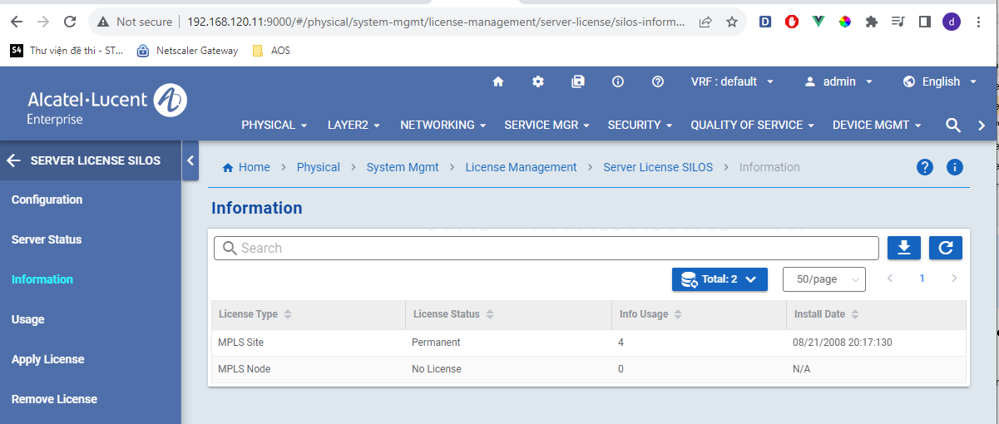 Not secure | 192.168.120.11:9000/#/physical/system-mgmt/license-management/server-license/silos-inform...
S4 Thư viện đề thi - ST... Netscaler Gateway AOS
Alcatel·Lucent
Enterprise
VRF : default admin English
PHYSICAL LAYER2 NETWORKING SERVICE MGR SECURITY QUALITY OF SERVICE DEVICE MGMT
SERVER LICENSE SILOS
Configuration
Server Status
Information
Usage
Apply License
Remove License
Home > Physical > System Mgmt > License Management > Server License SILOS > Information
Information
Search
Total: 2 50/page < 1 >
License Type License Status Info Usage Install Date
MPLS Site Permanent 4 08/21/2008 20:17:130
MPLS Node No License 0 N/A